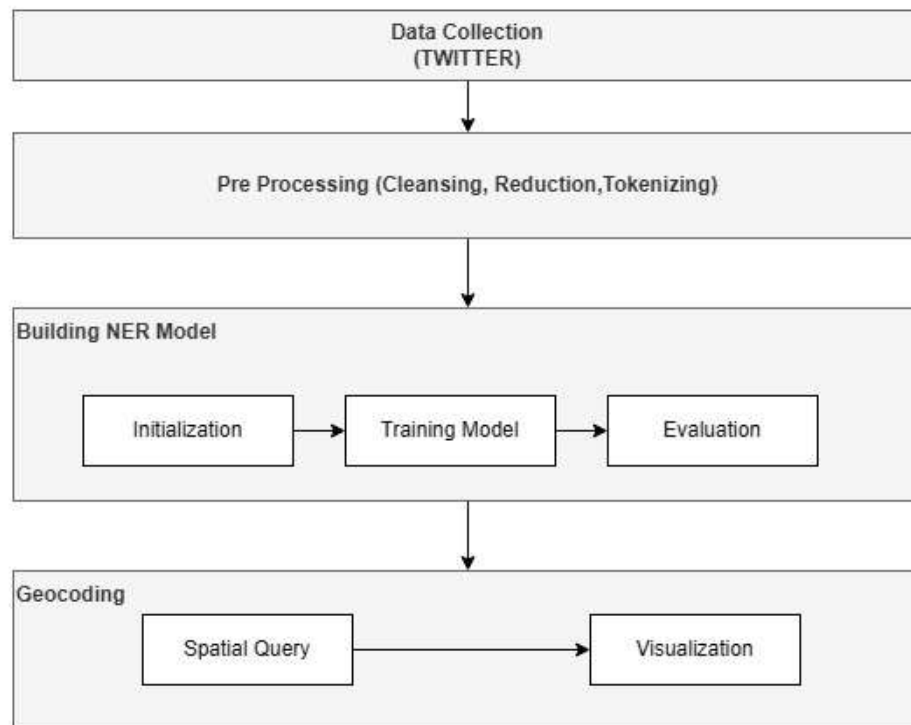 Data Collection
(TWITTER)
Pre Processing (Cleansing, Reduction,Tokenizing)
Building NER Model
Initialization
Training Model
Evaluation
Geocoding
Spatial Query
Visualization